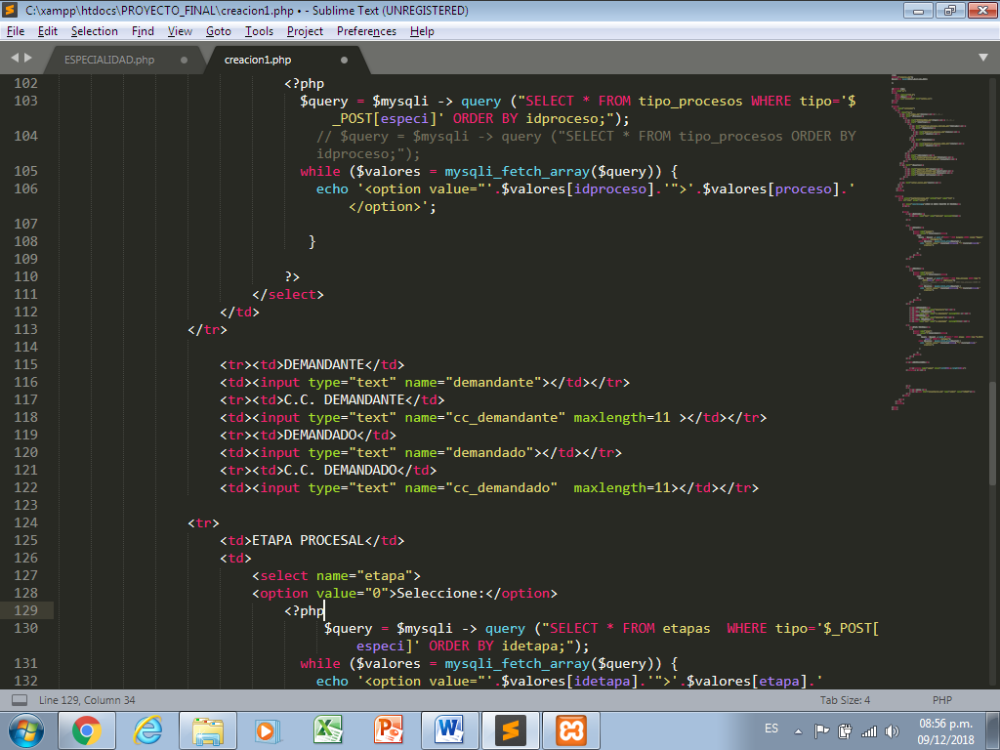 C:\xampp\htdocs\PROYECTO_FINAL\creacion1.php • - Sublime Text (UNREGISTERED)
File Edit Selection Find View Goto Tools Project Preferences Help
ESPECIALIDAD.php creacion1.php
102 <?php
103 $query = $mysqli -> query ("SELECT * FROM tipo_procesos WHERE tipo='$
_POST[especi]' ORDER BY idproceso;");
104 // $query = $mysqli -> query ("SELECT * FROM tipo_procesos ORDER BY
idproceso;");
105 while ($valores = mysqli_fetch_array($query)) {
106 echo '<option value="'.$valores[idproceso].'">'.$valores[proceso].'
</option>';
107
108 }
109
110 ?>
111 </select>
112 </td>
113 </tr>
114
115 <tr><td>DEMANDANTE</td>
116 <td><input type="text" name="demandante"></td></tr>
117 <tr><td>C.C. DEMANDANTE</td>
118 <td><input type="text" name="cc_demandante" maxlength=11 ></td></tr>
119 <tr><td>DEMANDADO</td>
120 <td><input type="text" name="demandado"></td></tr>
121 <tr><td>C.C. DEMANDADO</td>
122 <td><input type="text" name="cc_demandado"  maxlength=11></td></tr>
123
124 <tr>
125 <td>ETAPA PROCESAL</td>
126 <td>
127 <select name="etapa">
128 <option value="0">Seleccione:</option>
129 <?php
130 $query = $mysqli -> query ("SELECT * FROM etapas  WHERE tipo='$_POST[
especi]' ORDER BY idetapa;");
131 while ($valores = mysqli_fetch_array($query)) {
132 echo '<option value="'.$valores[idetapa].'">'.$valores[etapa].'
Line 129, Column 34 Tab Size: 4 PHP
ES 08:56 p.m.
09/12/2018